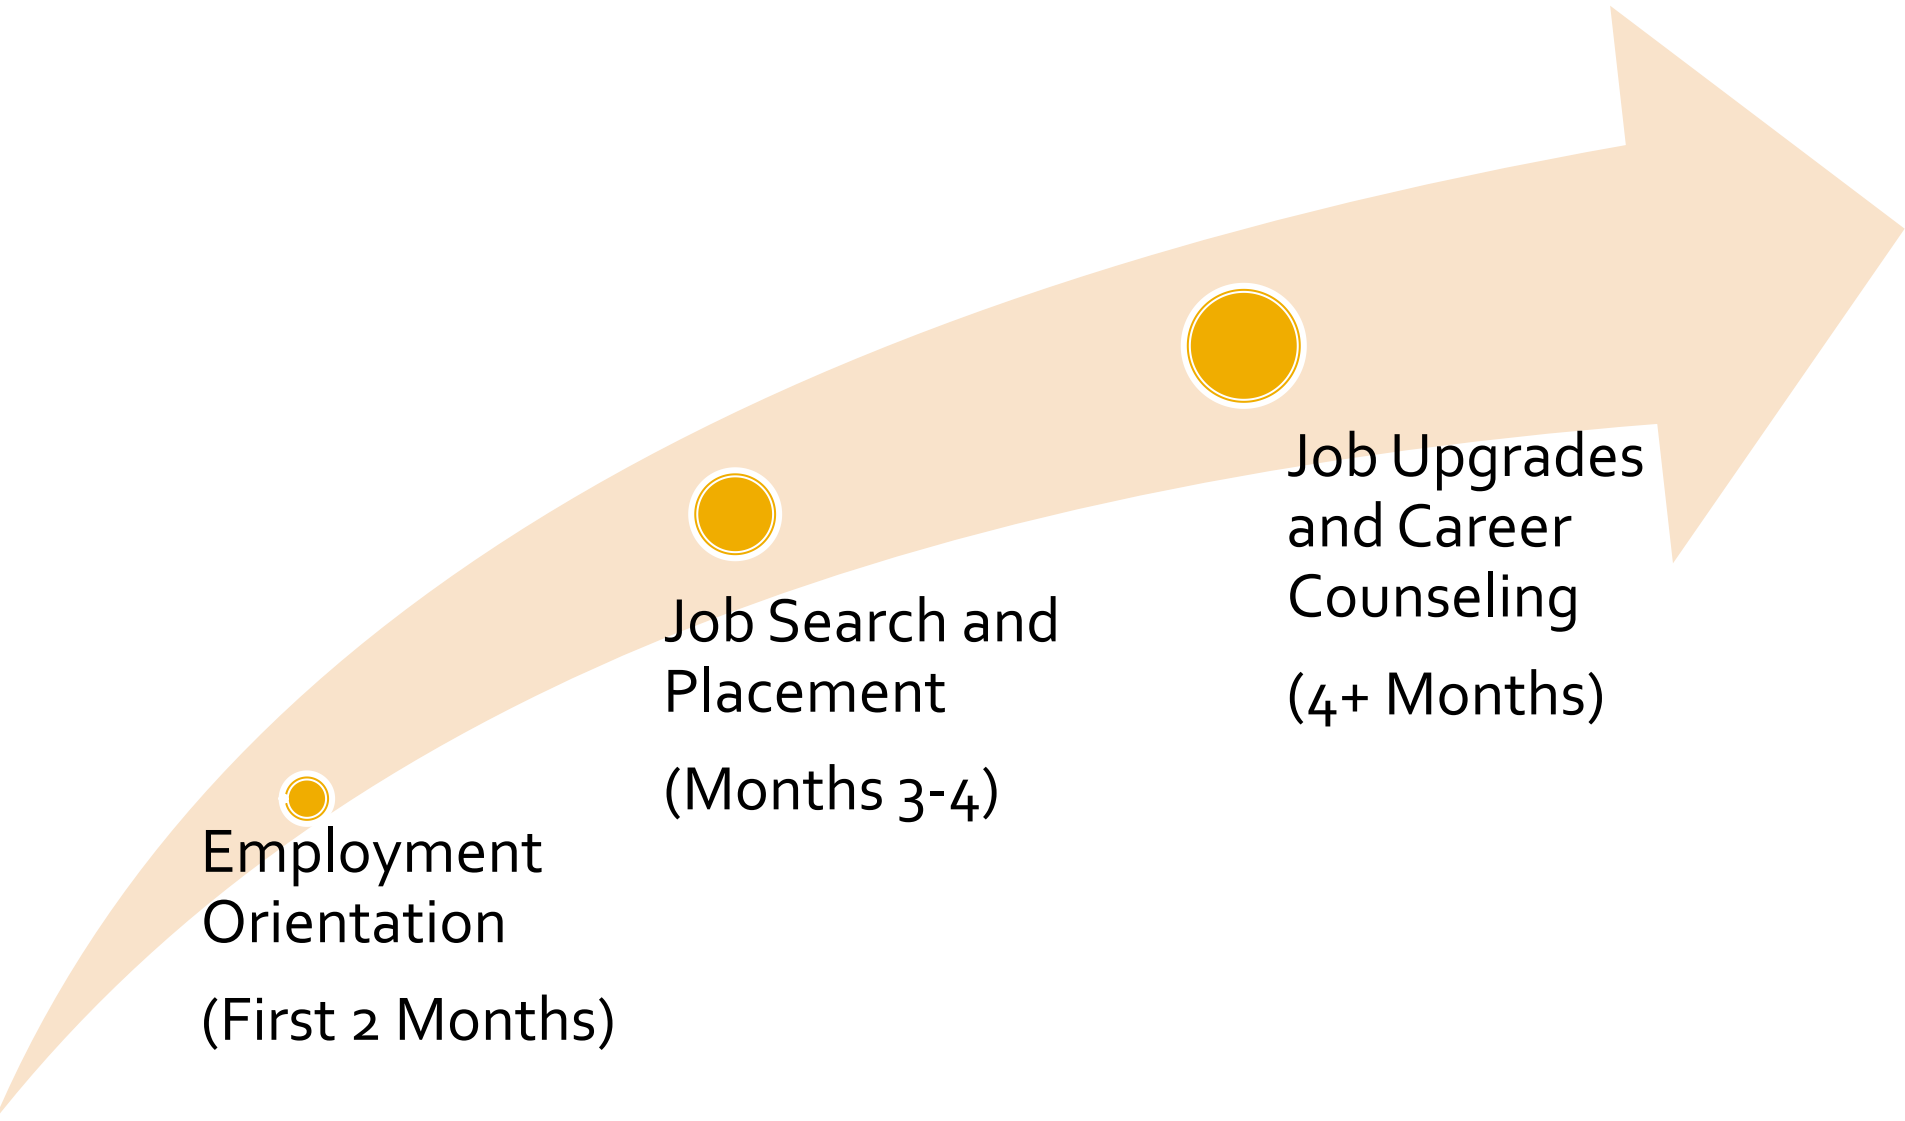 Employment
Orientation
(First 2 Months)
Job Search and
Placement
(Months 3-4)
Job Upgrades
and Career
Counseling
(4+ Months)